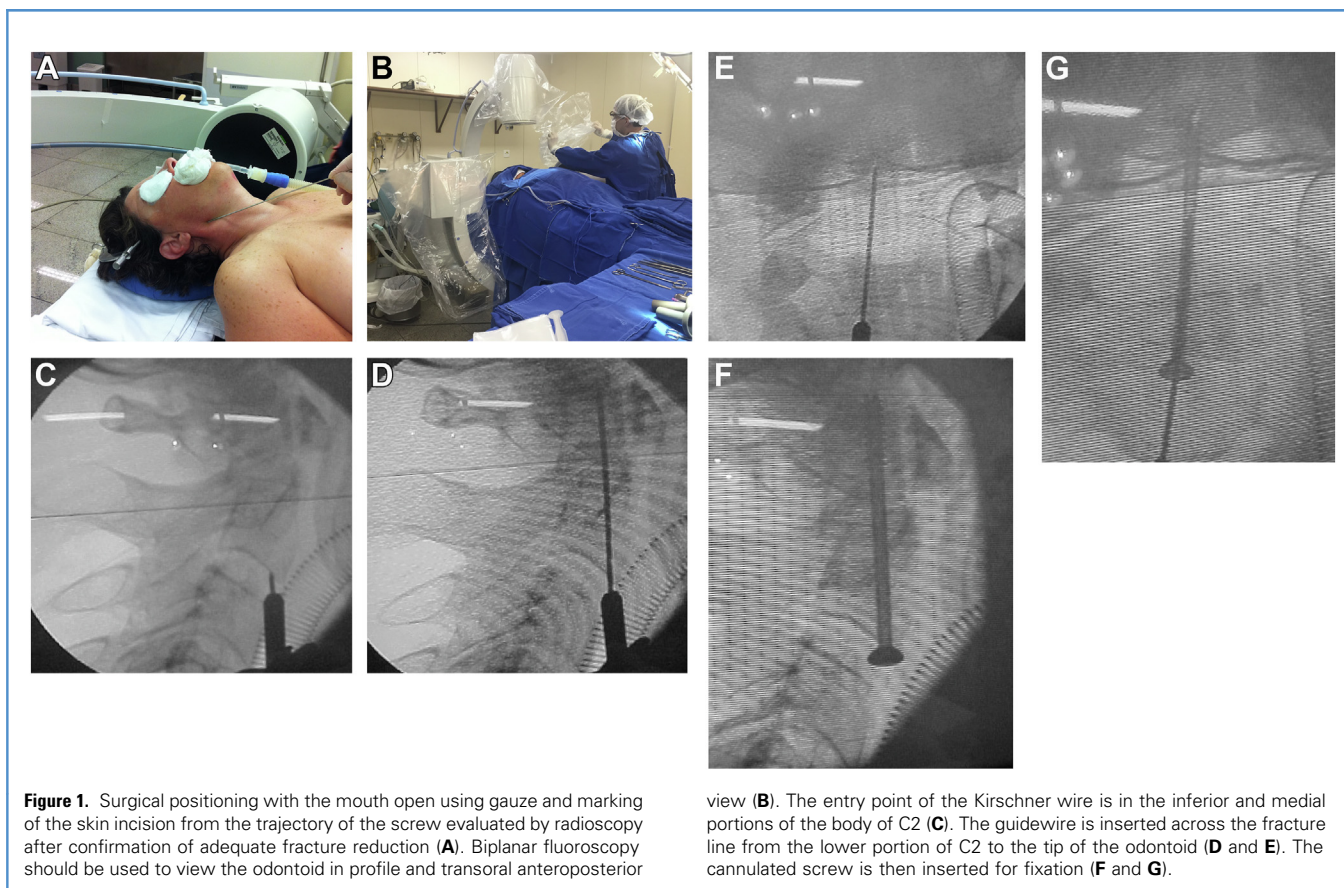 A
B
C
D
E
F
G
Figure 1. Surgical positioning with the mouth open using gauze and marking
of the skin incision from the trajectory of the screw evaluated by radioscopy
after confirmation of adequate fracture reduction (A). Biplanar fluoroscopy
should be used to view the odontoid in profile and transoral anteroposterior
view (B). The entry point of the Kirschner wire is in the inferior and medial
portions of the body of C2 (C). The guidewire is inserted across the fracture
line from the lower portion of C2 to the tip of the odontoid (D and E). The
cannulated screw is then inserted for fixation (F and G).